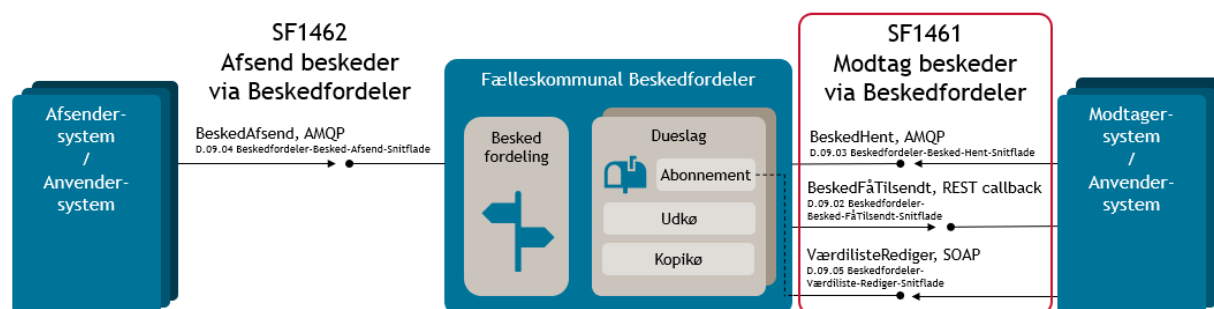 SF1462
Afsend beskeder
via Beskedfordeler
Afsender-
system
/
Anvender-
system
BeskedAfsend, AMQP
D.09.04 Beskedfordeler-Besked-Afsend-Snitflade
Fælleskommunal Beskedfordeler
Besked
fordeling
Dueslag
Abonnement
Udkø
Kopikø
SF1461
Modtag beskeder
via Beskedfordeler
BeskedHent, AMQP
D.09.03 Beskedfordeler-Besked-Hent-Snitflade
BeskedFåTilsendt, REST callback
D.09.02 Beskedfordeler-
Besked-FåTilsendt-Snitflade
VærdilisteRediger, SOAP
D.09.05 Beskedfordeler-
Værdiliste-Rediger-Snitflade
Modtager-
system
/
Anvender-
system